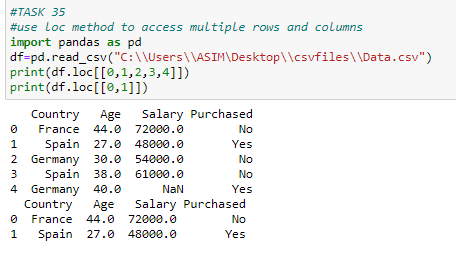 #TASK 35
#use loc method to access multiple rows and columns
import pandas as pd
df=pd.read_csv("C:\\Users\\ASIM\Desktop\\csvfiles\\Data.csv")
print(df.loc[[0,1,2,3,4]])
print(df.loc[[0,1]])
   Country   Age   Salary Purchased
0   France  44.0  72000.0        No
1    Spain  27.0  48000.0       Yes
2  Germany  30.0  54000.0        No
3    Spain  38.0  61000.0        No
4  Germany  40.0      NaN       Yes
  Country   Age   Salary Purchased
0  France  44.0  72000.0        No
1   Spain  27.0  48000.0       Yes